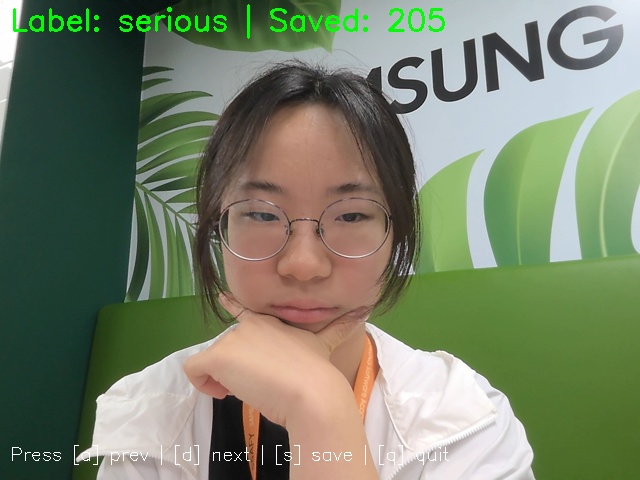 Label: serious | Saved: 205
MSUNG
Press [a] prev | [d] next | [s] save | [q] quit